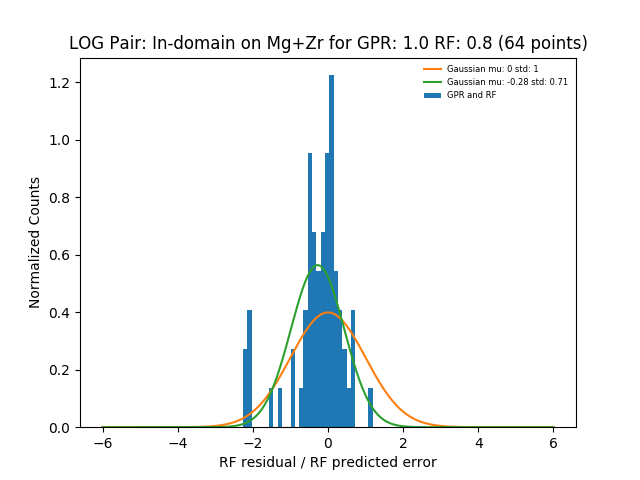 LOG Pair: In-domain on Mg+Zr for GPR: 1.0 RF: 0.8 (64 points)
Gaussian mu: 0 std: 1
Gaussian mu: -0.28 std: 0.71
GPR and RF
Normalized Counts
1.2
1.0
0.8
0.6
0.4
0.2
0.0
−6 −4 −2 0 2 4 6
RF residual / RF predicted error